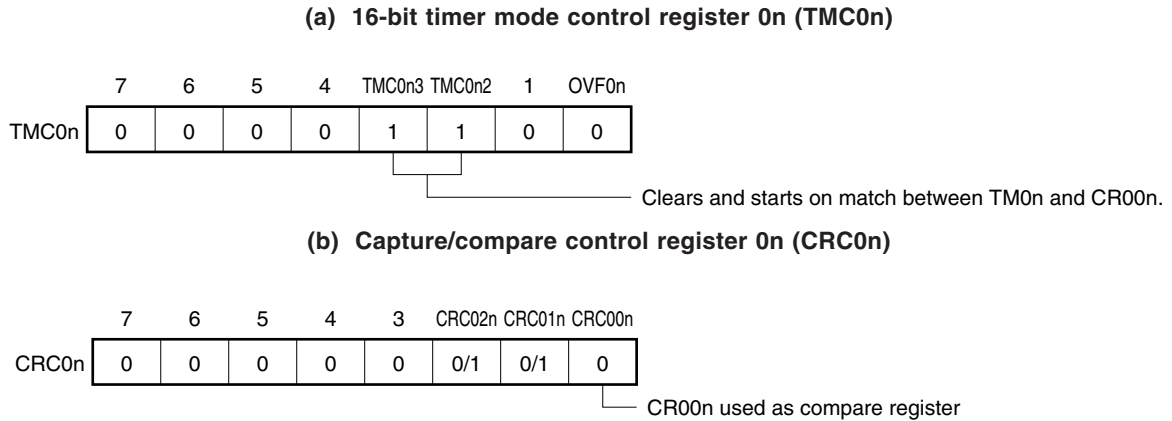 (a) 16-bit timer mode control register 0n (TMC0n)
7 6 5 4 TMC0n3 TMC0n2 1 OVF0n
TMC0n 0 0 0 0 1 1 0 0
Clears and starts on match between TM0n and CR00n.
(b) Capture/compare control register 0n (CRC0n)
7 6 5 4 3 CRC02n CRC01n CRC00n
CRC0n 0 0 0 0 0 0/1 0/1 0
CR00n used as compare register